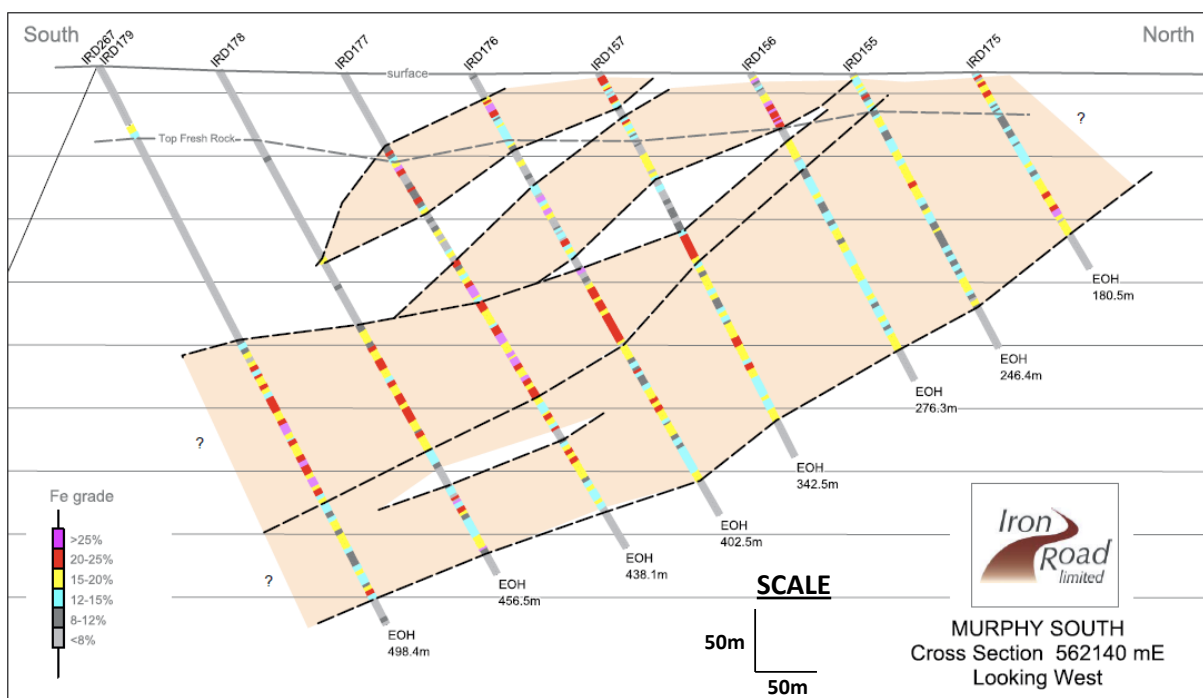 South
North
IRD267
IRD179
IRD178
IRD177
IRD176
IRD157
IRD156
IRD155
IRD175
surface
Top Fresh Rock
?
EOH
180.5m
EOH
246.4m
EOH
276.3m
EOH
342.5m
EOH
402.5m
EOH
438.1m
EOH
456.5m
EOH
498.4m
?
?
Fe grade
>25%
20-25%
15-20%
12-15%
8-12%
<8%
SCALE
50m
50m
Iron
Road
limited
MURPHY SOUTH
Cross Section 562140 mE
Looking West